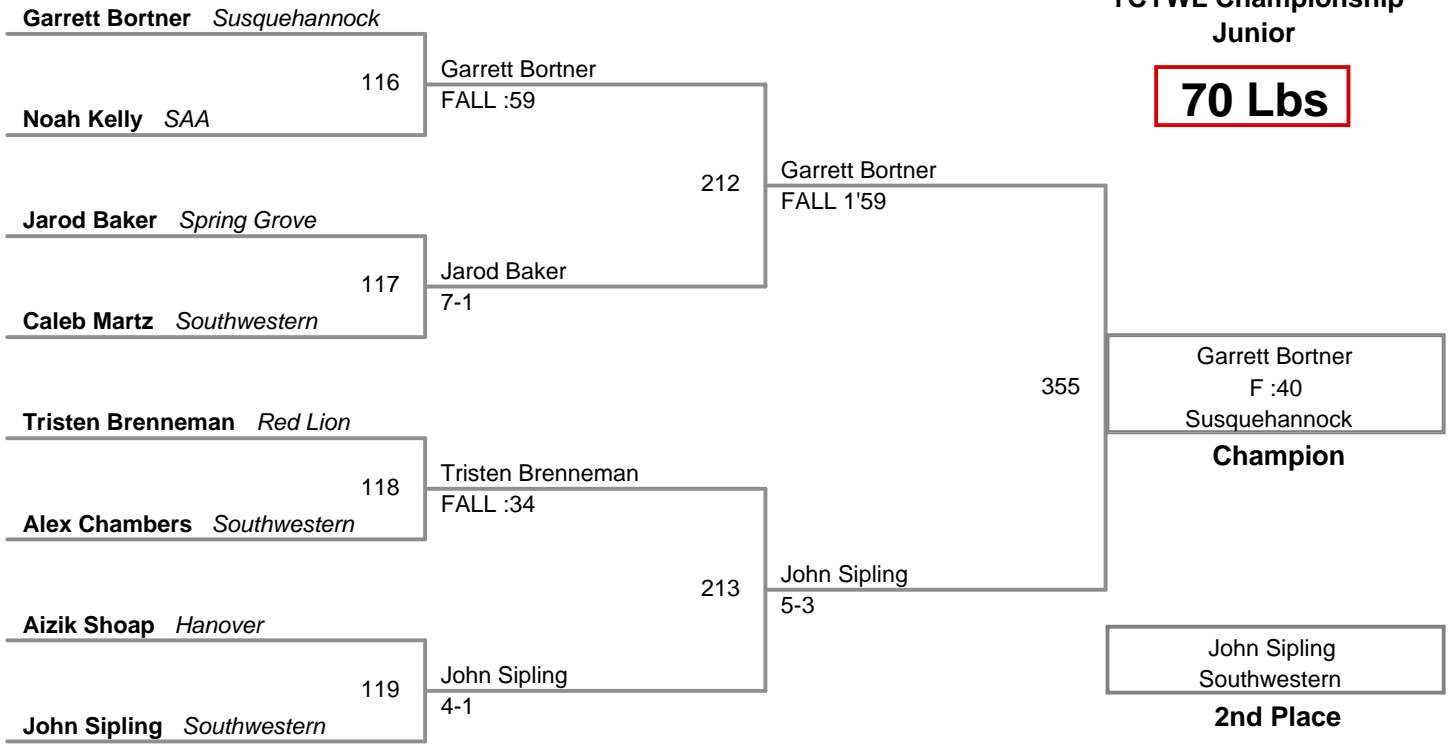 Championship
Junior
70 Lbs
Garrett Bortner Susquehannock
116
Noah Kelly SAA
Garrett Bortner
FALL :59
212
Jarod Baker Spring Grove
117
Caleb Martz Southwestern
Jarod Baker
7-1
Garrett Bortner
FALL 1'59
355
Tristen Brenneman Red Lion
118
Alex Chambers Southwestern
Tristen Brenneman
FALL :34
213
Aizik Shoap Hanover
119
John Sipling Southwestern
John Sipling
4-1
John Sipling
5-3
Garrett Bortner
F :40
Susquehannock
Champion
John Sipling
Southwestern
2nd Place